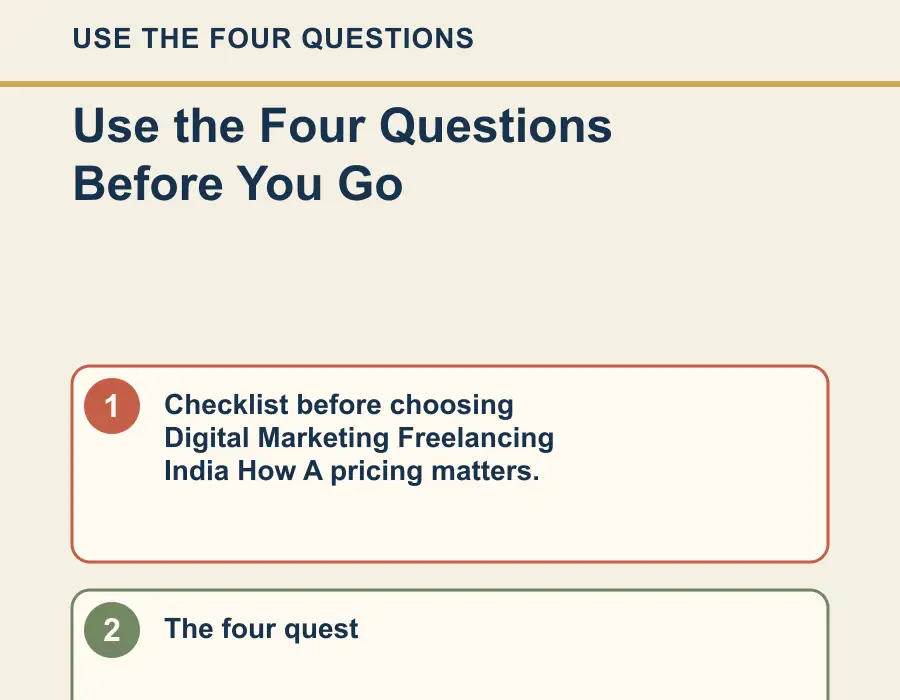 USE THE FOUR QUESTIONS
Use the Four Questions
Before You Go
1
Checklist before choosing
Digital Marketing Freelancing
India How A pricing matters.
2
The four quest